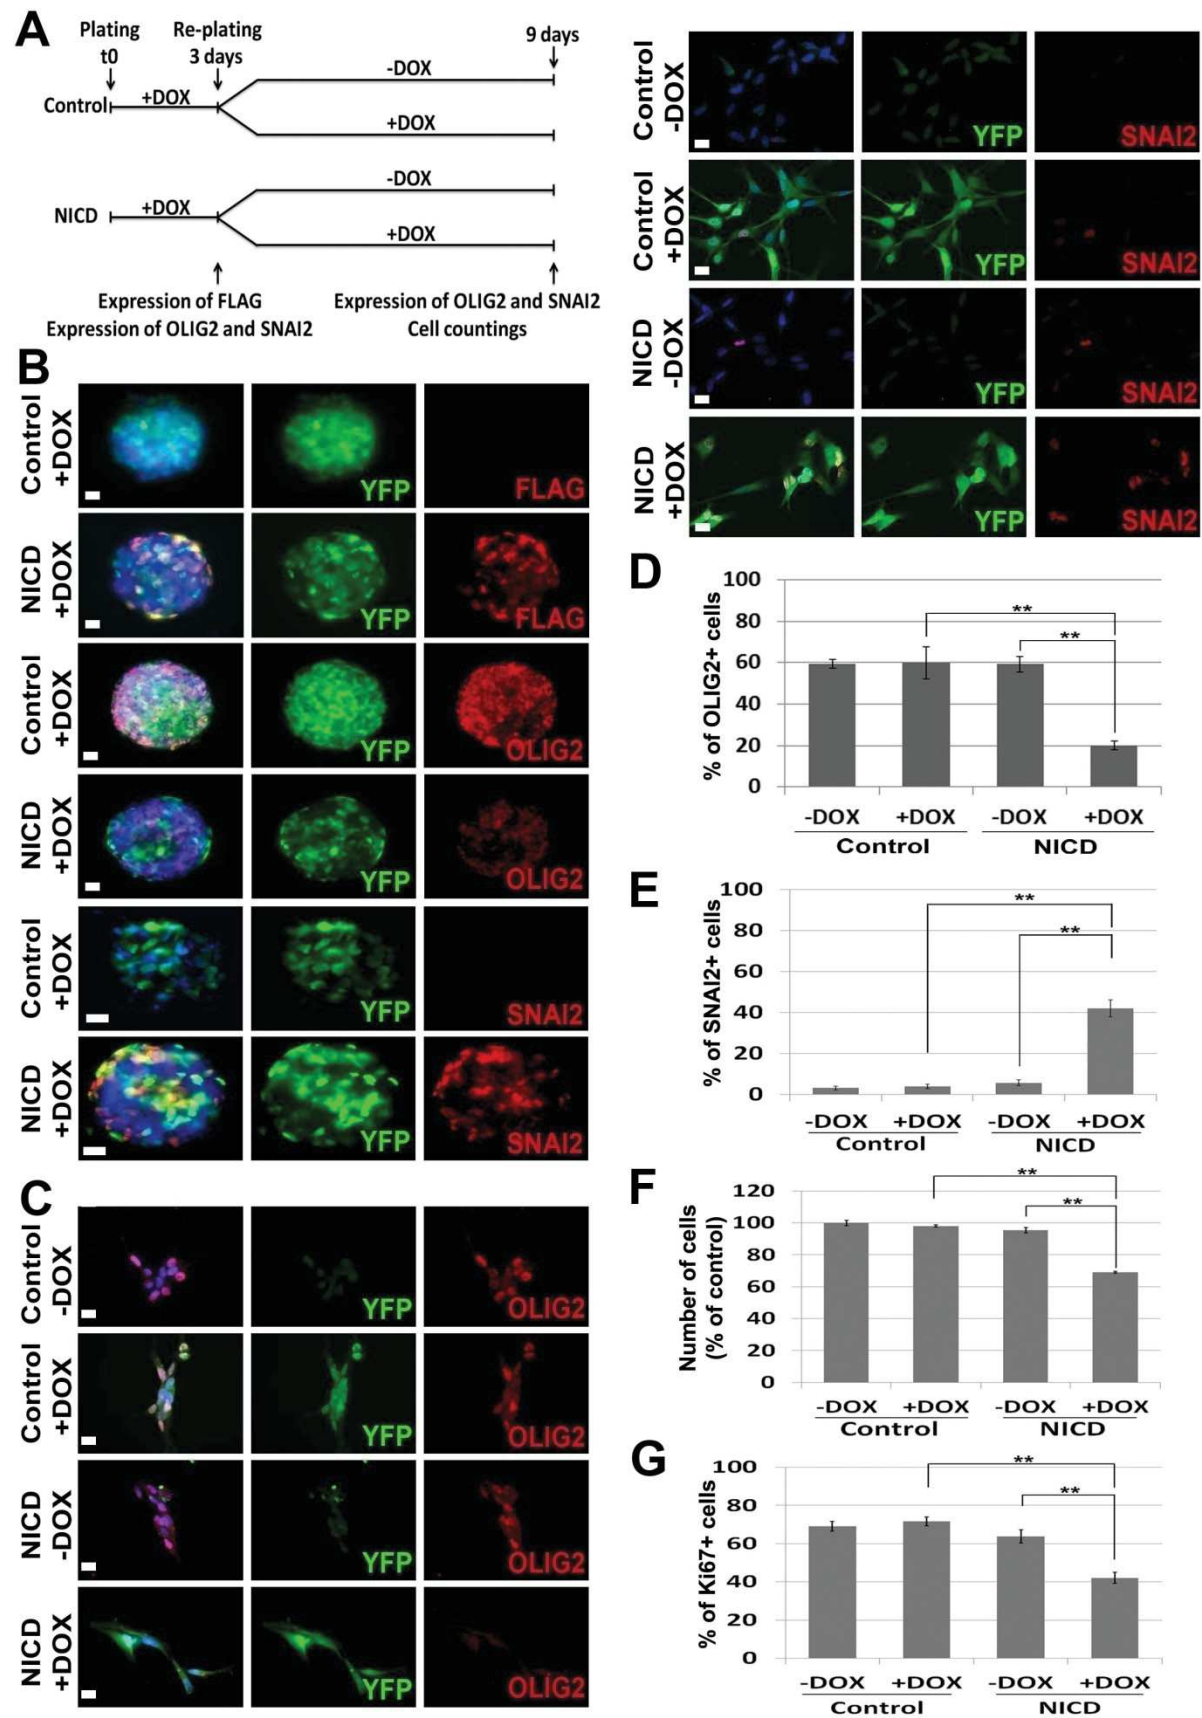 A
Plating
t0
Re-plating
3 days
9 days
Control
+DOX
-DOX
+DOX
NICD
+DOX
-DOX
+DOX
Expression of FLAG
Expression of OLIG2 and SNAI2
Expression of OLIG2 and SNAI2
Cell countings
B
Control
+DOX
YFP
FLAG
NICD
+DOX
YFP
FLAG
Control
+DOX
YFP
OLIG2
NICD
+DOX
YFP
OLIG2
Control
+DOX
YFP
SNAI2
NICD
+DOX
YFP
SNAI2
C
Control
-DOX
YFP
OLIG2
Control
+DOX
YFP
OLIG2
NICD
-DOX
YFP
OLIG2
NICD
+DOX
YFP
OLIG2
Control
-DOX
YFP
SNAI2
Control
+DOX
YFP
SNAI2
NICD
-DOX
YFP
SNAI2
NICD
+DOX
YFP
SNAI2
D
% of OLIG2+ cells
100
80
60
40
20
0
**
**
-DOX +DOX -DOX +DOX
Control NICD
E
% of SNAI2+ cells
100
80
60
40
20
0
**
**
-DOX +DOX -DOX +DOX
Control NICD
F
Number of cells
(% of control)
120
100
80
60
40
20
0
**
**
-DOX +DOX -DOX +DOX
Control NICD
G
% of Ki67+ cells
100
80
60
40
20
0
**
**
-DOX +DOX -DOX +DOX
Control NICD